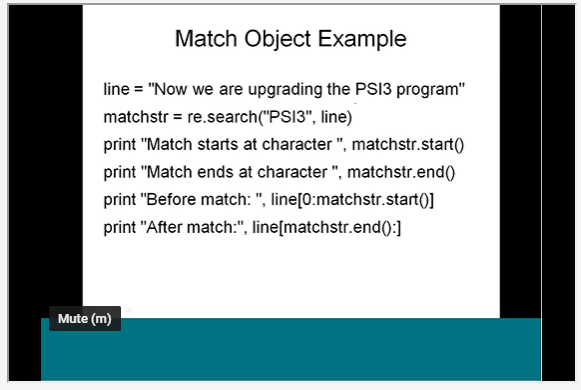 Match Object Example
line = "Now we are upgrading the PSI3 program"
matchstr = re.search("PSI3", line)
print "Match starts at character ", matchstr.start()
print "Match ends at character ", matchstr.end()
print "Before match: ", line[0:matchstr.start()]
print "After match:", line[matchstr.end():]
Mute (m)